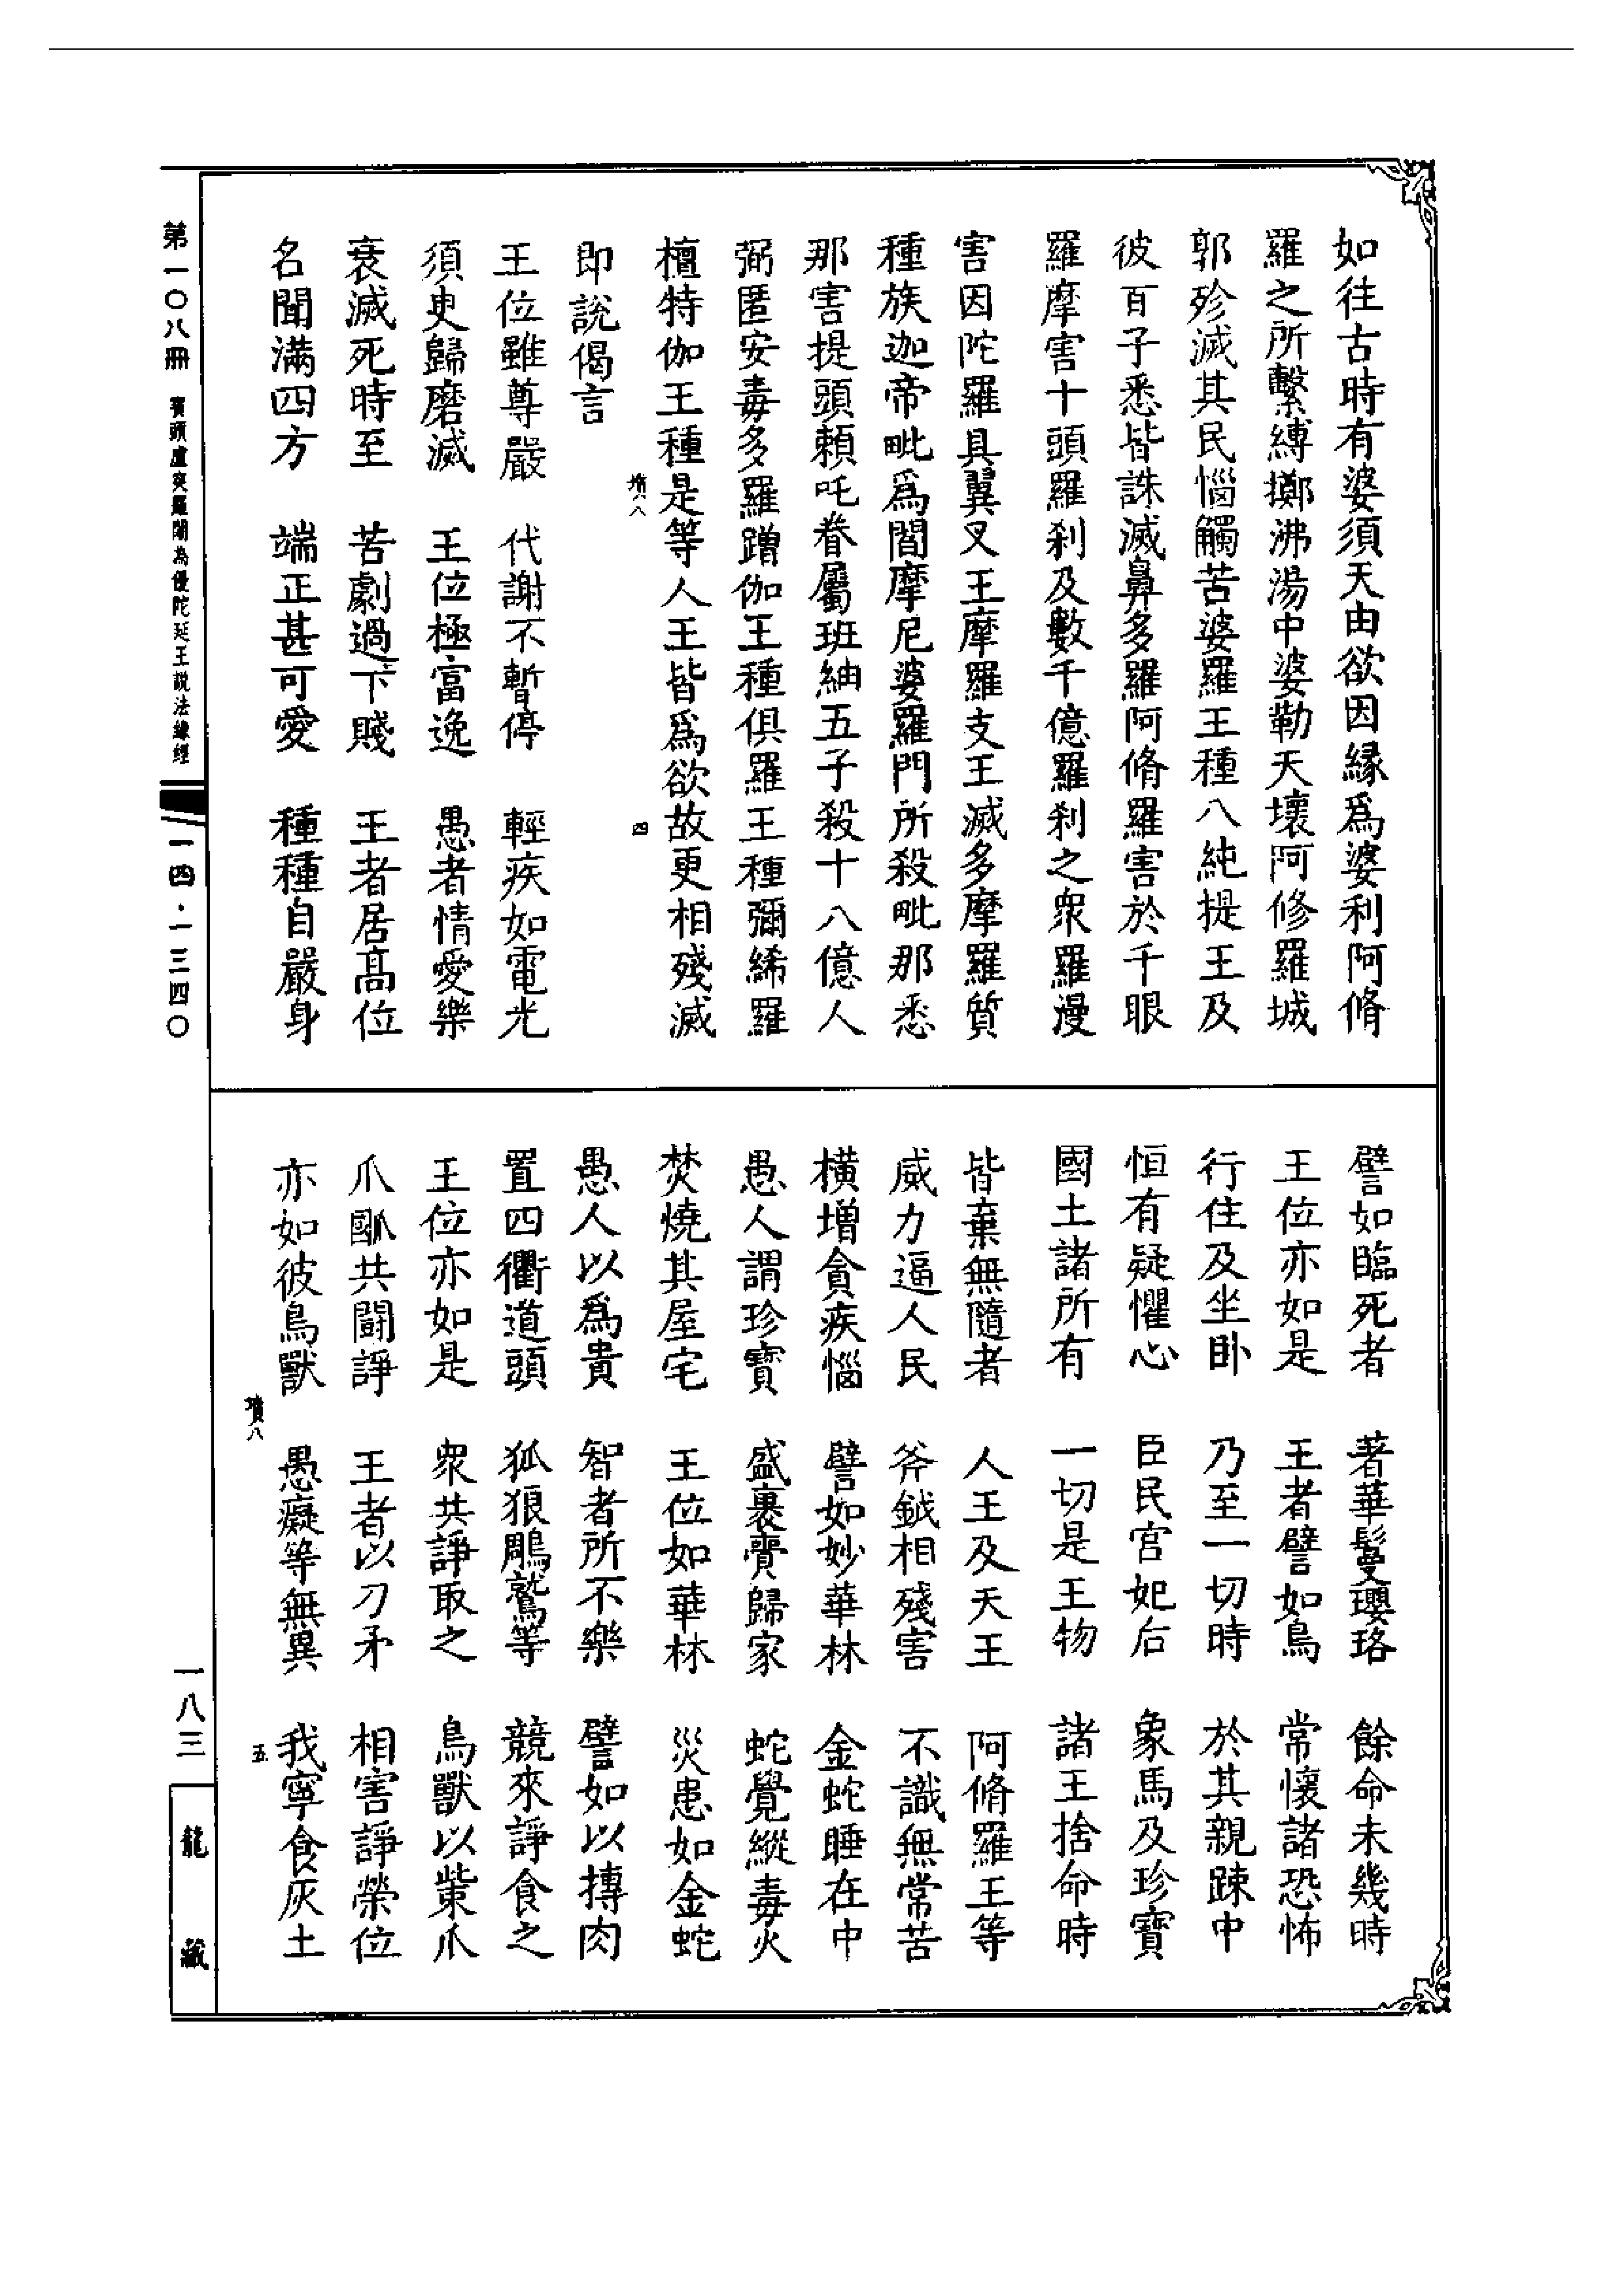 如往古時有婆須天由欲因緣爲婆利阿脩
羅之所繫縛擲沸湯中婆勒天壞阿修羅城
郭殄滅其民惱觸苦婆羅王種八純提王及
彼百子悉皆誅滅鼻多羅阿脩羅害於千眼
羅摩害十頭羅刹及數千億羅刹之衆羅漫
害因陀羅具翼叉王摩羅支王滅多摩羅質
種族迦帝毗爲閻摩尼婆羅門所殺毗那悉
那害提頭賴吒眷屬班紬五子殺十八億人
弼匿安毒多羅蹭伽王種俱羅王種彌絺羅
檀特伽王種是等人王皆爲欲故更相殘滅
即說偈言
王位雖尊嚴　代謝不暫停　輕疾如電光
須臾歸磨滅　王位極富逸　愚者情愛樂
衰滅死時至　苦劇過下賤　王者居髙位
名聞滿四方　端正甚可愛　種種自嚴身
譬如臨死者　著華鬘瓔珞　餘命未幾時
王位亦如是　王者譬如鳥　常懷諸恐怖
行住及坐卧　乃至一切時　於其親踈中
恒有疑懼心　臣民宮妃后　象馬及珍寶
國土諸所有　一切是王物　諸王捨命時
皆棄無隨者　人王及天王　阿脩羅王等
威力逼人民　斧鉞相殘害　不識無常苦
橫增貪疾惱　譬如妙華林　金蛇睡在中
愚人謂珍寶　盛裹賷歸家　蛇覺縱毒火
焚燒其屋宅　王位如華林　災患如金蛇
愚人以爲貴　智者所不樂　譬如以摶肉
置四衢道頭　狐狼鵰鷲等　競來諍食之
王位亦如是　衆共諍取之　鳥獸以㭰爪
爪㼌共鬪諍　王者以刀矛　相害諍榮位
亦如彼鳥獸　愚癡等無異　我寧食灰土
墳八　四
墳八　五
第一〇八冊　賓頭盧突羅闍為優陀延王說法緣經
一四·一三四〇
一八三
龍藏